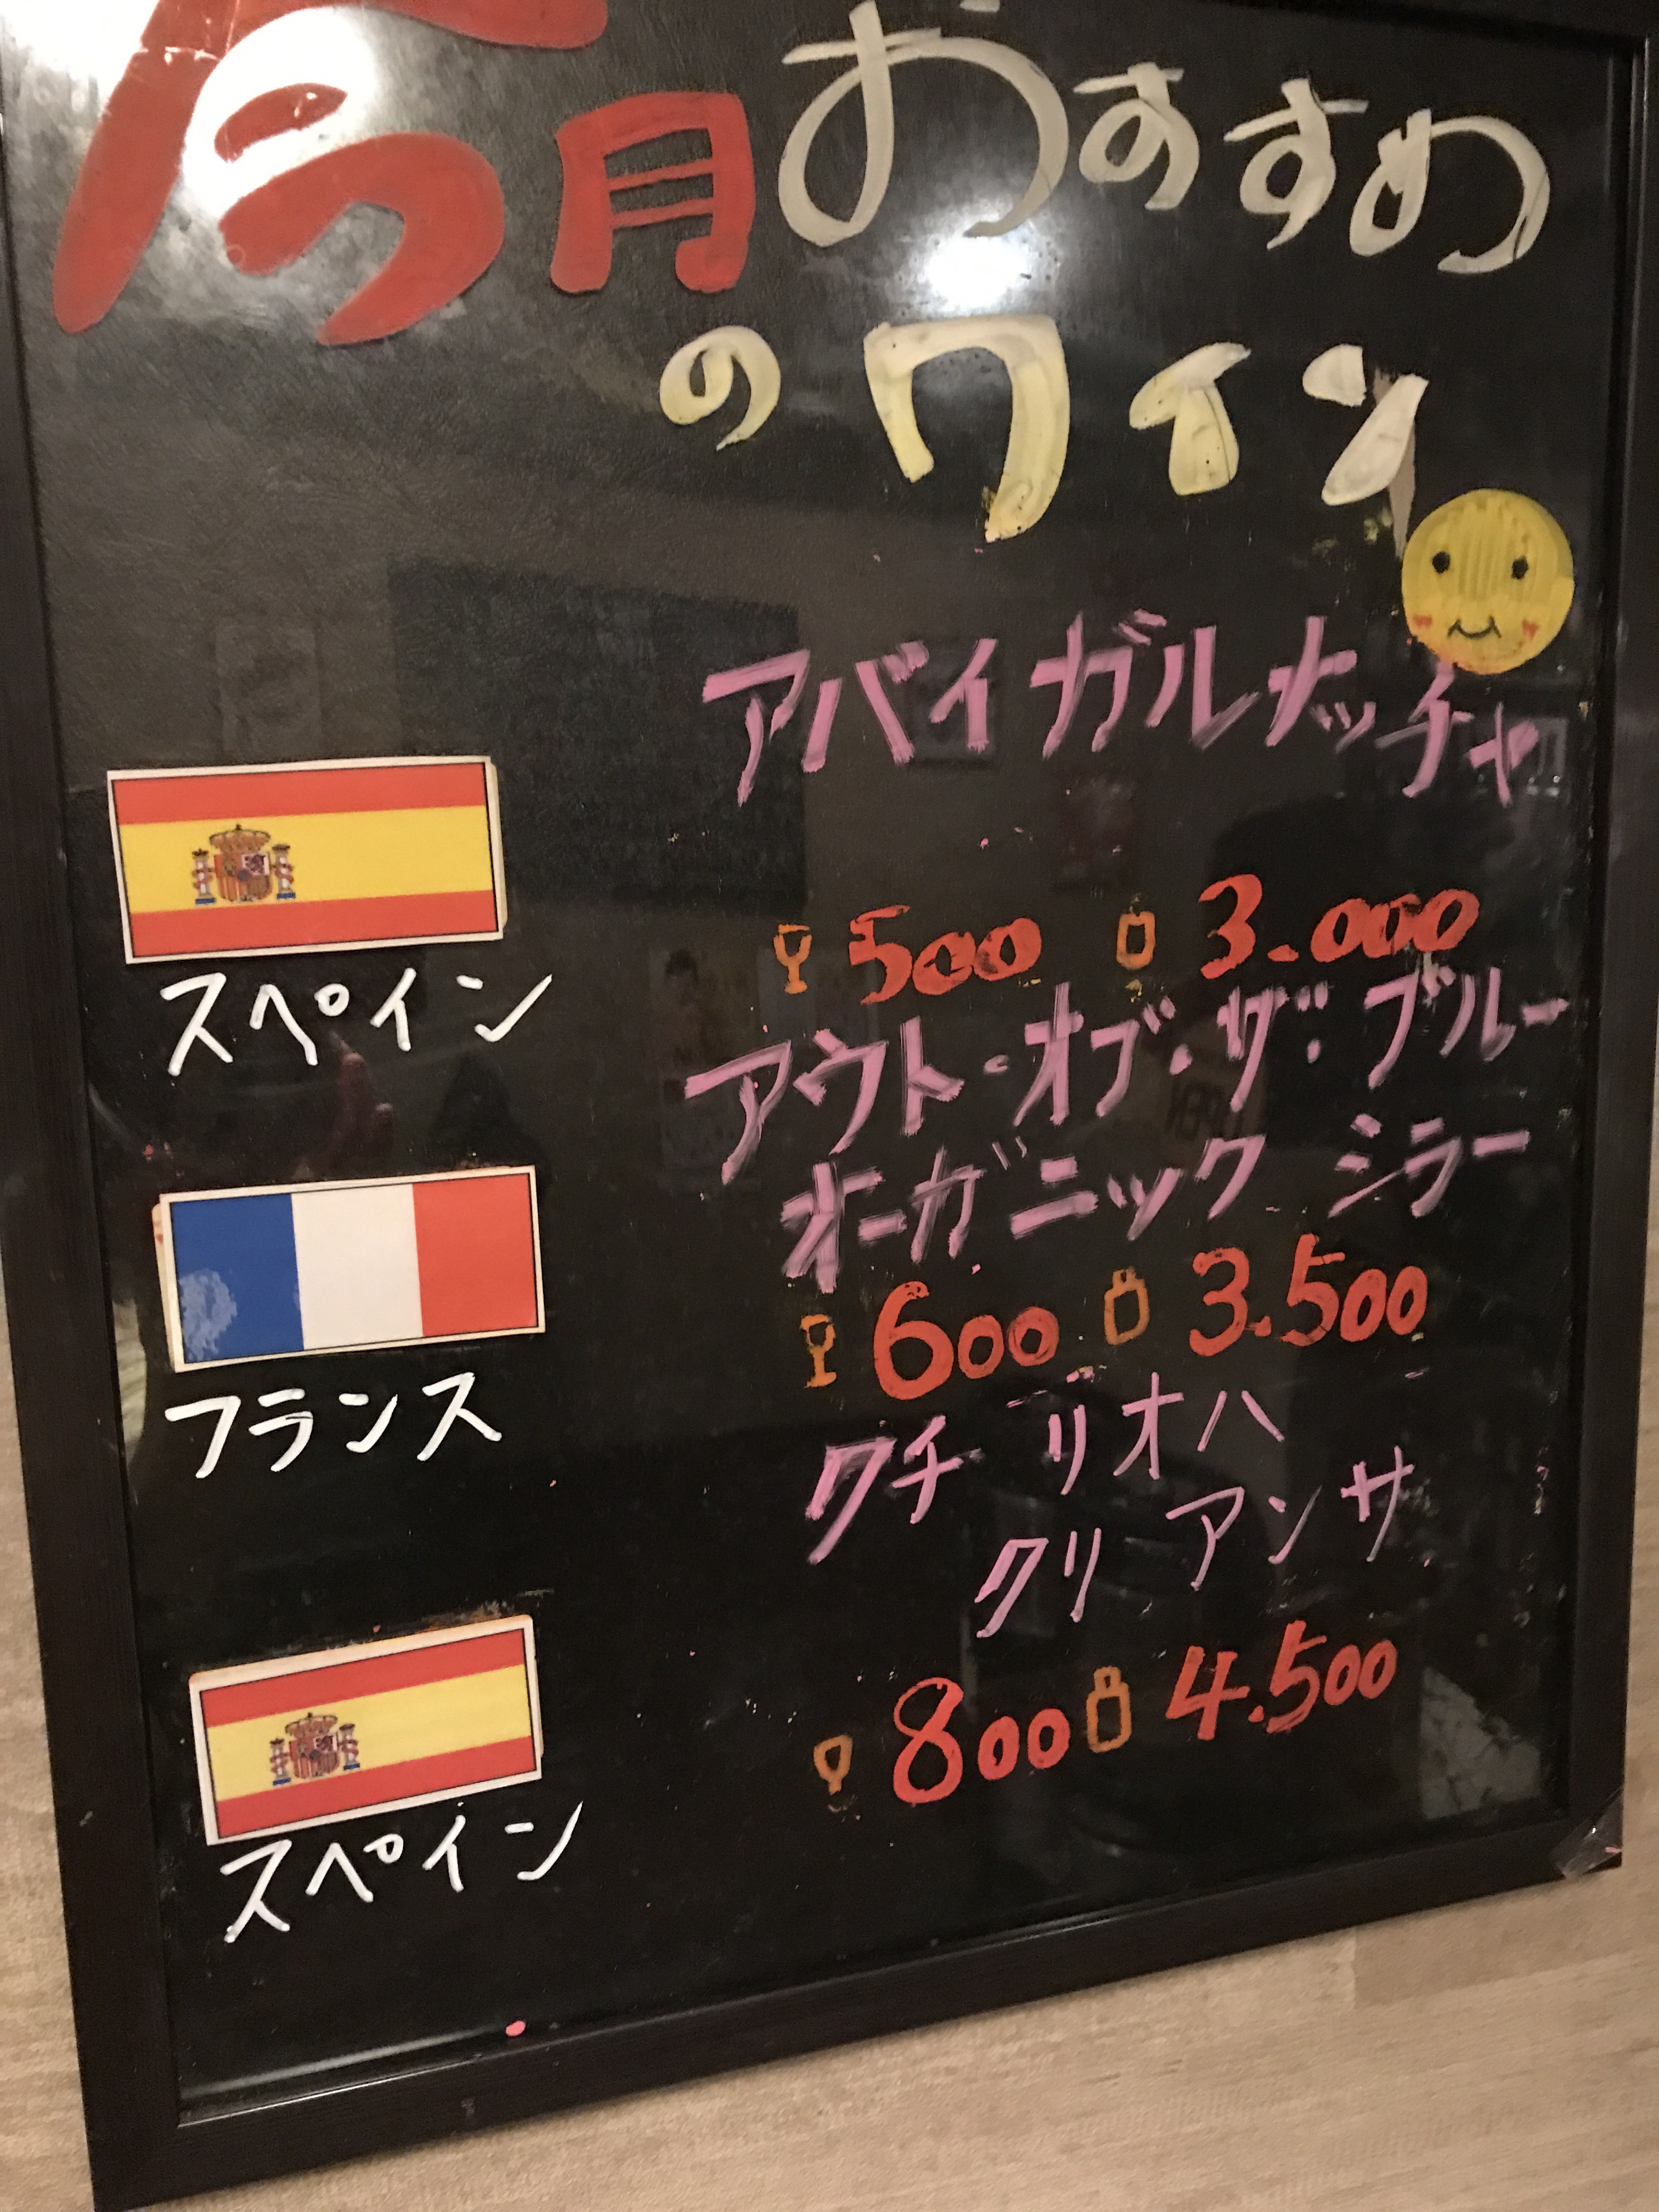 今月おすすめ
のワイン
アバイガルナッチャ
スペイン
500 3.000
アウト・オブ・ザ・ブルー
オーガニック シラー
フランス
600 3.500
クチ リオハ
クリアンサ
スペイン
800 4.500